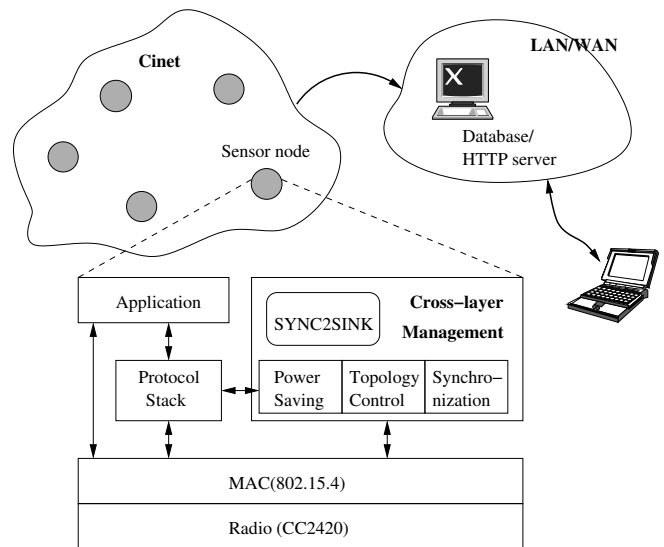 Cinet
LAN/WAN
X
Database/
HTTP server
Sensor node
Application
Cross−layer
Management
SYNC2SINK
Protocol
Stack
Power
Saving
Topology
Control
Synchro−
nization
MAC(802.15.4)
Radio (CC2420)